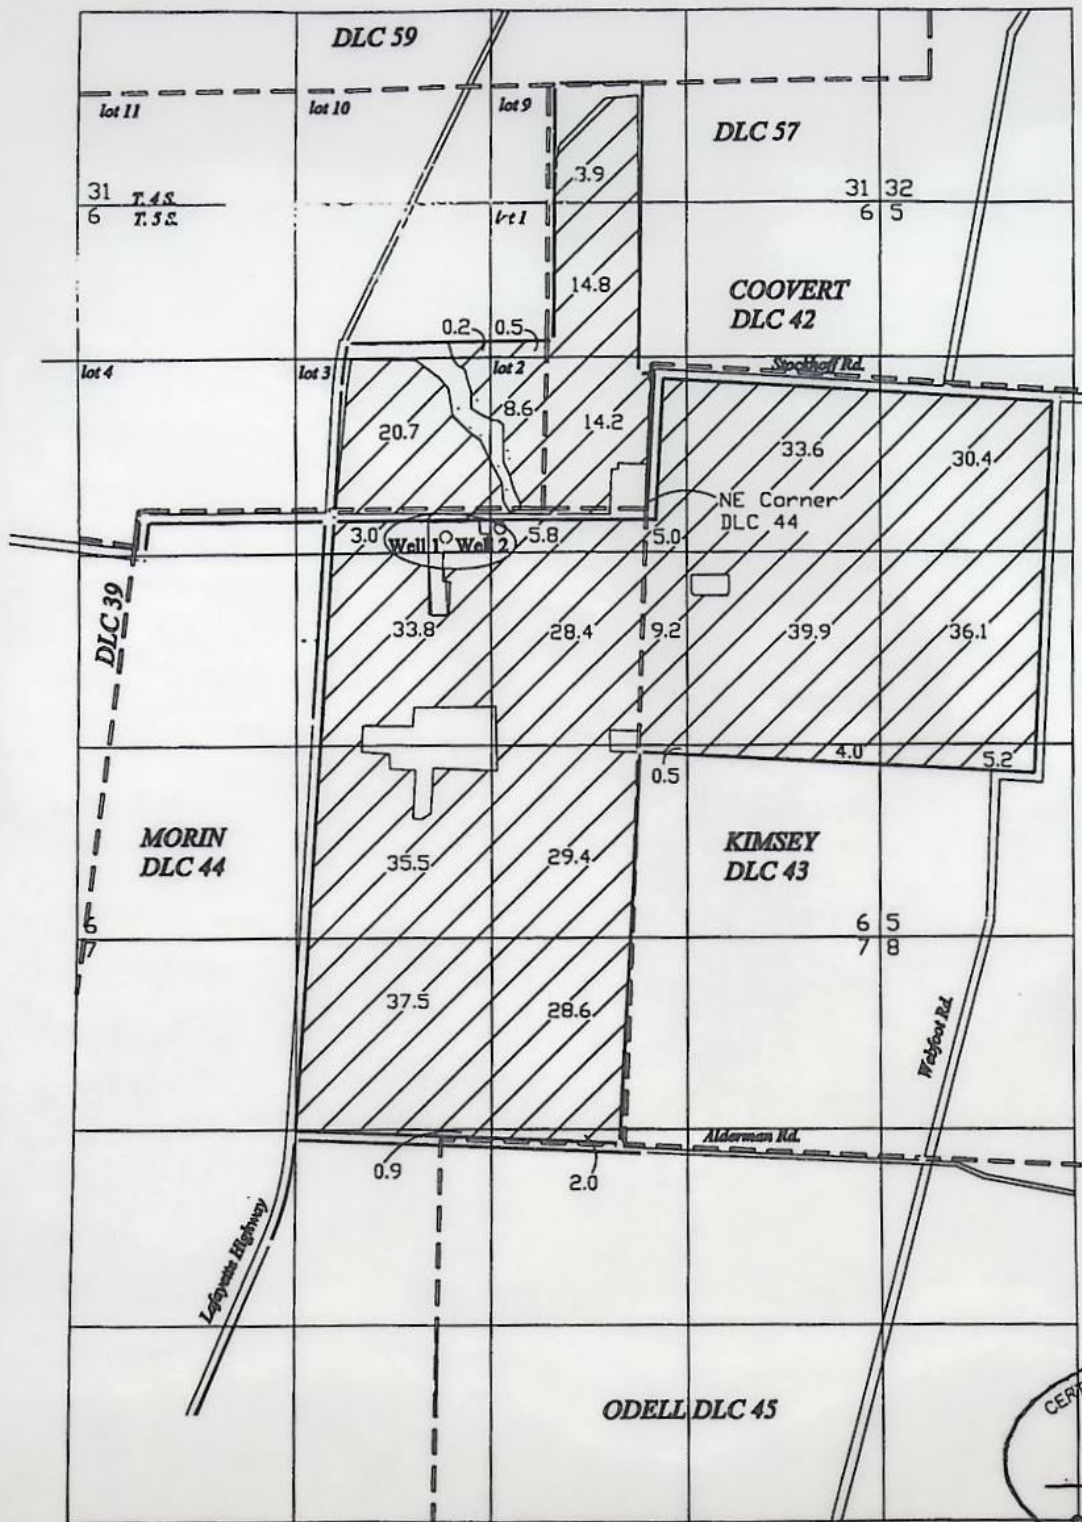 DLC 59
lot 11
lot 10
lot 9
DLC 57
3.9
31 T. 4 S.
6 T. 5 S.
31 32
6 5
lot 1
14.8
COOVERT
DLC 42
0.2 0.5
lot 4
lot 3
lot 2
Stockhoff Rd.
8.6
20.7
14.2
33.6
30.4
NE Corner
DLC 44
3.0
Well 1 Well 2
5.8
5.0
DLC 39
33.8
28.4
9.2
39.9
36.1
0.5
4.0
5.2
MORIN
DLC 44
35.5
29.4
KIMSEY
DLC 43
6
7
6 5
7 8
37.5
28.6
Webfoot Rd.
Alderman Rd.
0.9
2.0
Lafayette Highway
ODELL DLC 45
CERT